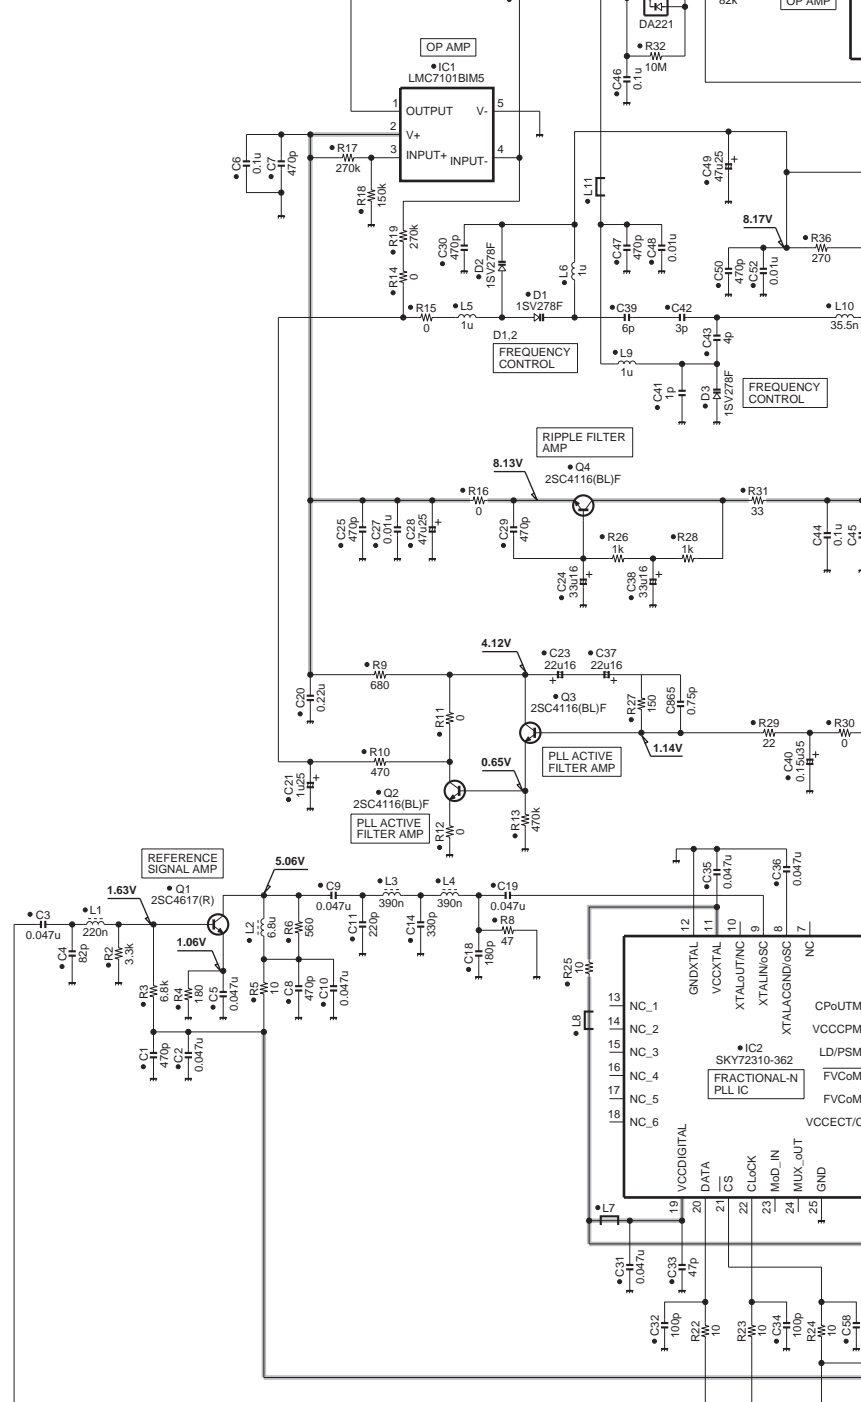 82k
OP AMP
DA221
R32
10M
C46
0.1u
OP AMP
IC1
LMC7101BIM5
1
OUTPUT
V-
5
2
V+
3
INPUT+
INPUT-
4
C6
0.1u
C7
470p
R17
270k
R18
150k
R19
270k
R14
0
C49
47u25
+
L11
8.17V
R36
270
C30
470p
D2
1SV278F
L6
1u
C47
470p
C48
0.01u
C50
470p
C52
0.01u
R15
0
L5
1u
D1
1SV278F
C39
6p
C42
3p
C43
4p
L10
35.5n
D1,2
FREQUENCY
CONTROL
L9
1u
C41
1p
D3
1SV278F
FREQUENCY
CONTROL
RIPPLE FILTER
AMP
8.13V
Q4
2SC4116(BL)F
R16
0
R31
33
C25
470p
C27
0.01u
C28
47u25
+
C29
470p
R26
1k
R28
1k
C24
33u16
+
C38
33u16
+
C44
0.1u
C45
4.12V
C23
22u16
+
C37
22u16
+
R9
680
C20
0.22u
R11
0
Q3
2SC4116(BL)F
R27
150
C865
0.75p
R29
22
R30
0
1.14V
PLL ACTIVE
FILTER AMP
C40
0.15u35
+
R10
470
0.65V
C21
1u25
+
Q2
2SC4116(BL)F
PLL ACTIVE
FILTER AMP
R12
0
R13
470k
REFERENCE
SIGNAL AMP
5.06V
Q1
2SC4617(R)
1.63V
C3
0.047u
L1
220n
C4
82p
R2
3.3k
1.06V
R3
6.8k
R4
180
C5
0.047u
L2
6.8u
R6
560
C9
0.047u
L3
390n
L4
390n
C19
0.047u
C11
220p
C14
330p
R8
47
C18
180p
R5
10
C8
470p
C10
0.047u
C1
470p
C2
0.047u
C35
0.047u
C36
0.047u
12
11
10
9
8
7
GNDXTAL
VCCXTAL
XTALoUT/NC
XTALIN/oSC
XTALACGND/oSC
NC
R25
10
L8
13
NC_1
14
NC_2
15
NC_3
16
NC_4
17
NC_5
18
NC_6
CPoUTM
VCCCPM
LD/PSM
FVCoM
FVCoM
VCCECT/C
IC2
SKY72310-362
FRACTIONAL-N
PLL IC
VCCDIGITAL
DATA
CS
CLoCK
MoD_IN
MUX_oUT
GND
19
20
21
22
23
24
25
L7
C31
0.047u
C33
47p
C32
100p
R22
10
R23
10
C34
100p
R24
10
C58